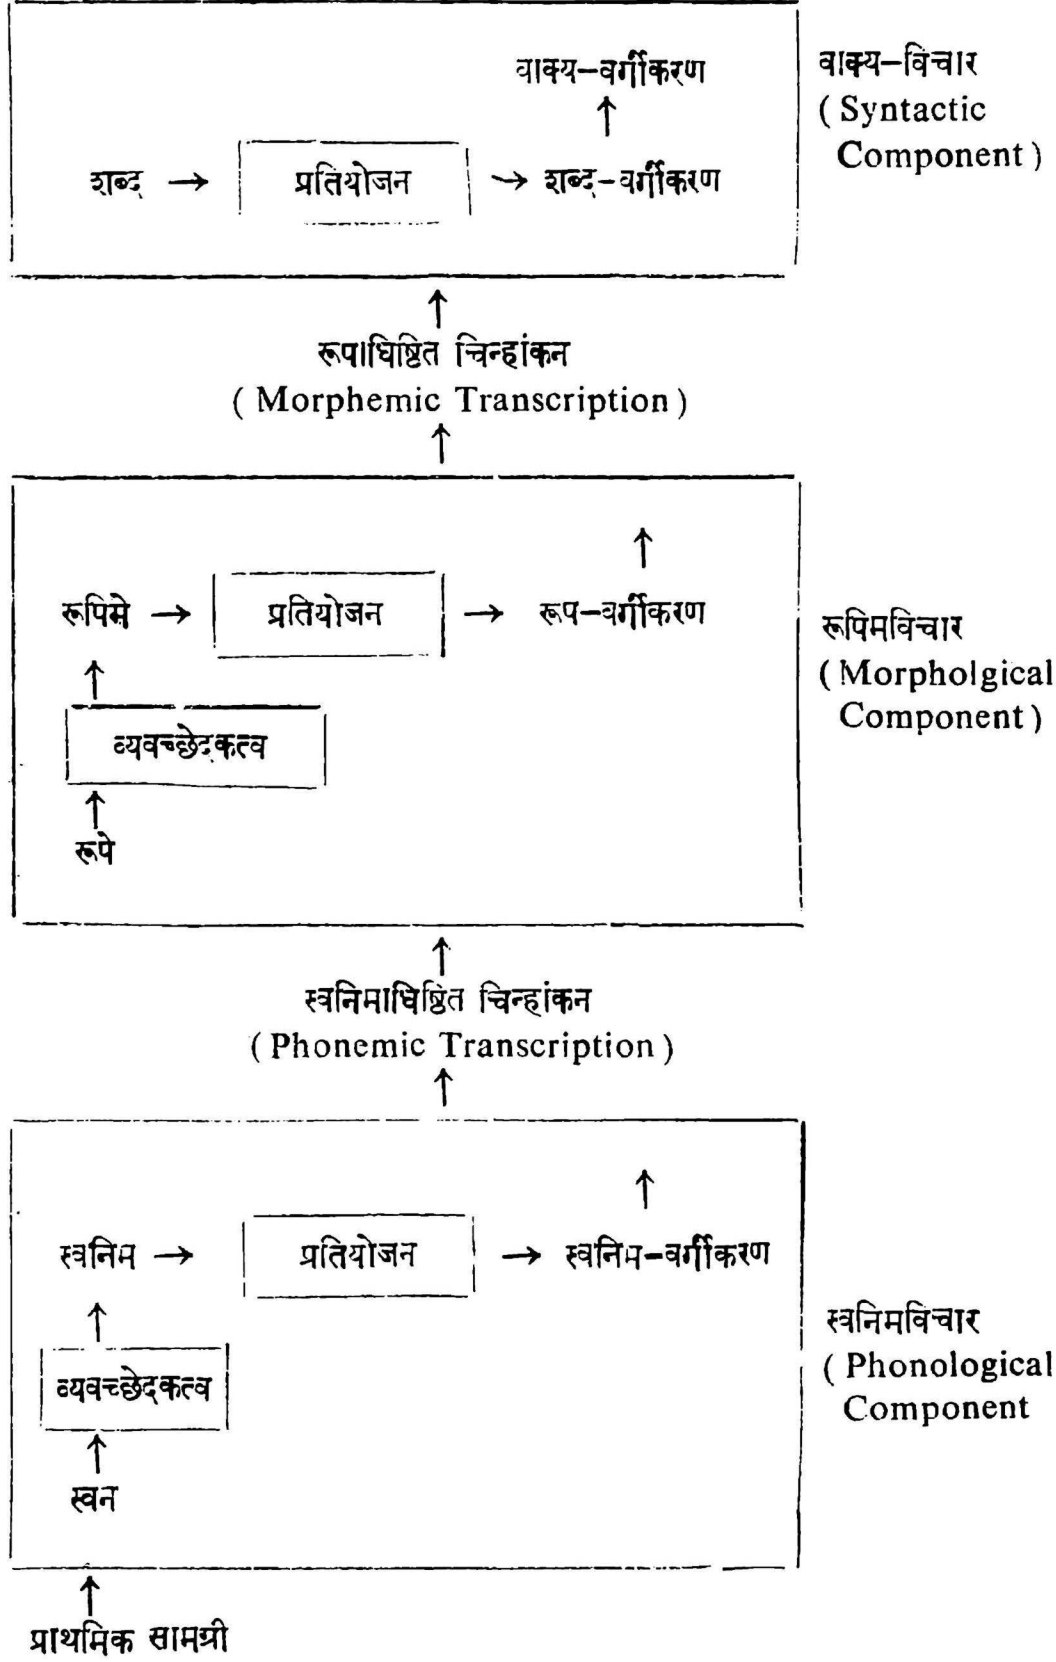 वाक्य-वर्गीकरण
वाक्य-विचार
( Syntactic
Component )
↑
शब्द → प्रतियोजन → शब्द-वर्गीकरण
↑
रूपाधिष्ठित चिन्हांकन
( Morphemic Transcription )
↑
↑
रूपिमे → प्रतियोजन → रूप-वर्गीकरण
रूपिमविचार
( Morpholgical
Component )
↑
व्यवच्छेदकत्व
↑
रूपे
↑
स्वनिमाधिष्ठित चिन्हांकन
( Phonemic Transcription )
↑
↑
स्वनिम → प्रतियोजन → स्वनिम-वर्गीकरण
स्वनिमविचार
( Phonological
Component
↑
व्यवच्छेदकत्व
↑
स्वन
↑
प्राथमिक सामग्री